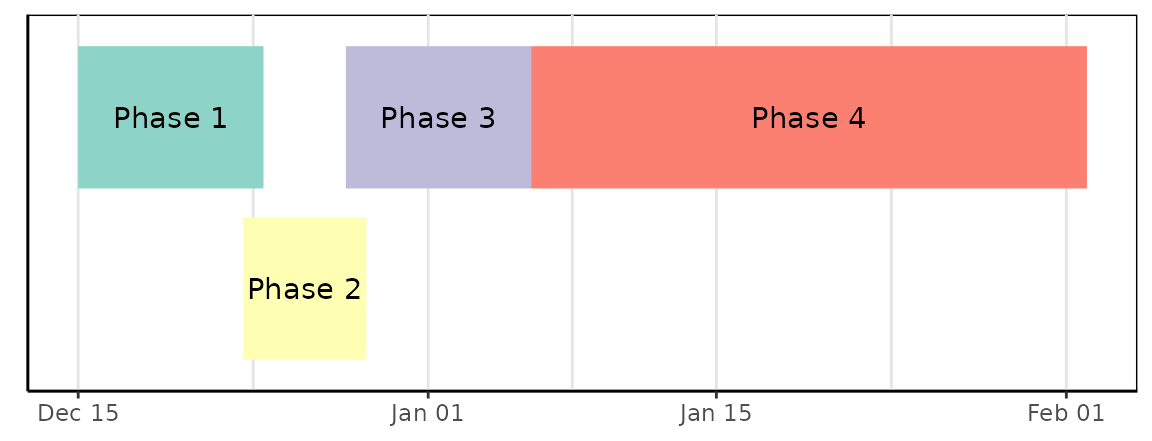 Phase 1
Phase 3
Phase 4
Phase 2
Dec 15
Jan 01
Jan 15
Feb 01